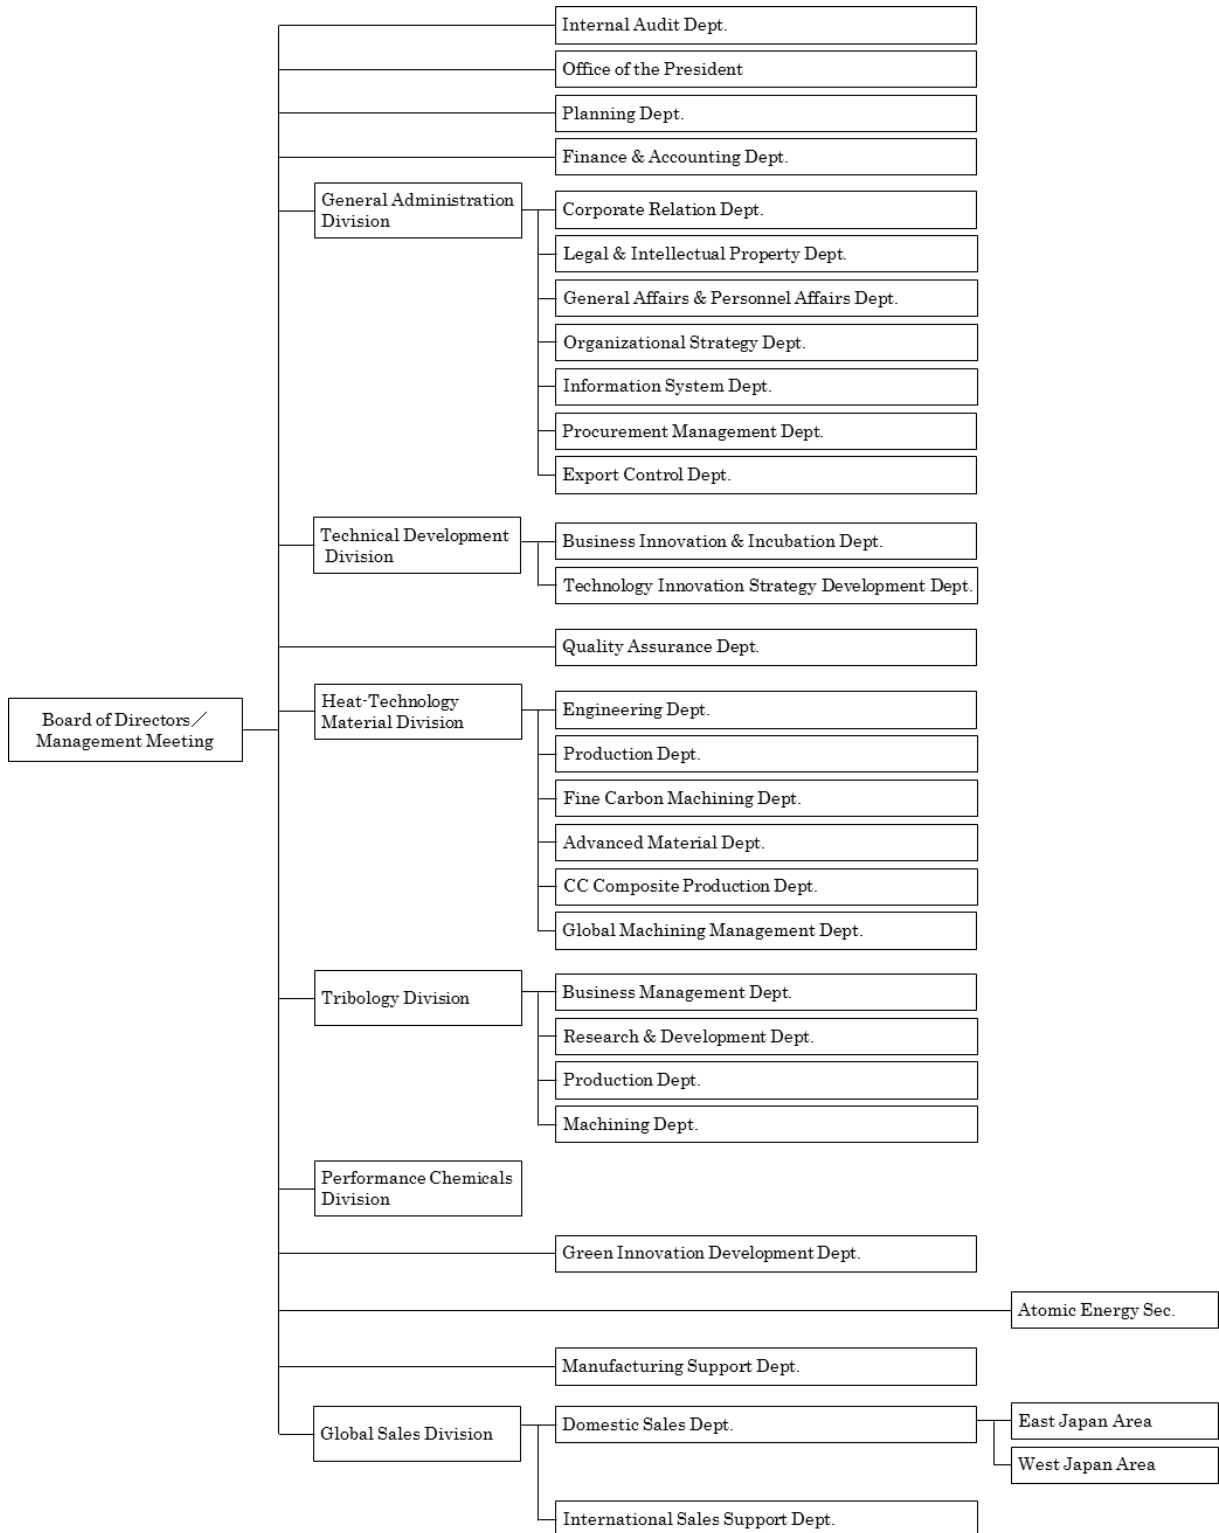 Internal Audit Dept.
Office of the President
Planning Dept.
Finance & Accounting Dept.
General Administration
Division
Corporate Relation Dept.
Legal & Intellectual Property Dept.
General Affairs & Personnel Affairs Dept.
Organizational Strategy Dept.
Information System Dept.
Procurement Management Dept.
Export Control Dept.
Technical Development
Division
Business Innovation & Incubation Dept.
Technology Innovation Strategy Development Dept.
Quality Assurance Dept.
Board of Directors／
Management Meeting
Heat-Technology
Material Division
Engineering Dept.
Production Dept.
Fine Carbon Machining Dept.
Advanced Material Dept.
CC Composite Production Dept.
Global Machining Management Dept.
Tribology Division
Business Management Dept.
Research & Development Dept.
Production Dept.
Machining Dept.
Performance Chemicals
Division
Green Innovation Development Dept.
Atomic Energy Sec.
Manufacturing Support Dept.
Global Sales Division
Domestic Sales Dept.
East Japan Area
West Japan Area
International Sales Support Dept.